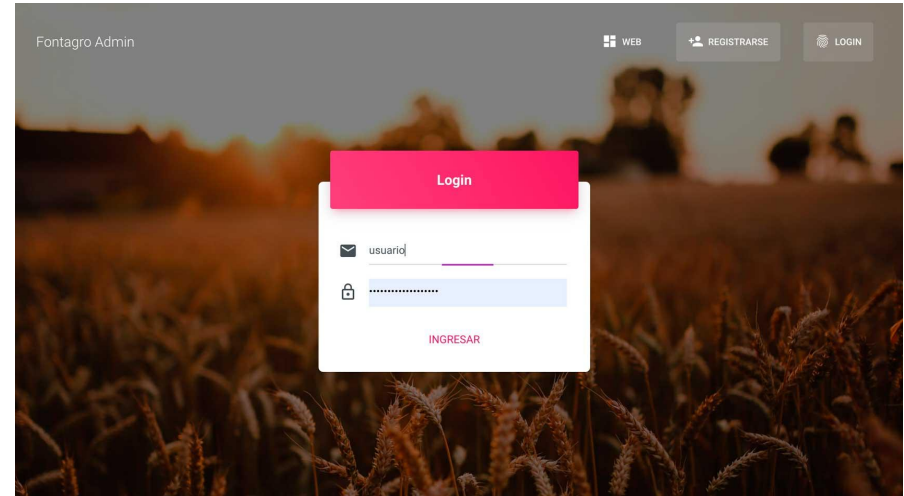 Fontagro Admin
WEB
REGISTRARSE
LOGIN
Login
usuario
••••••••••••••••••
INGRESAR